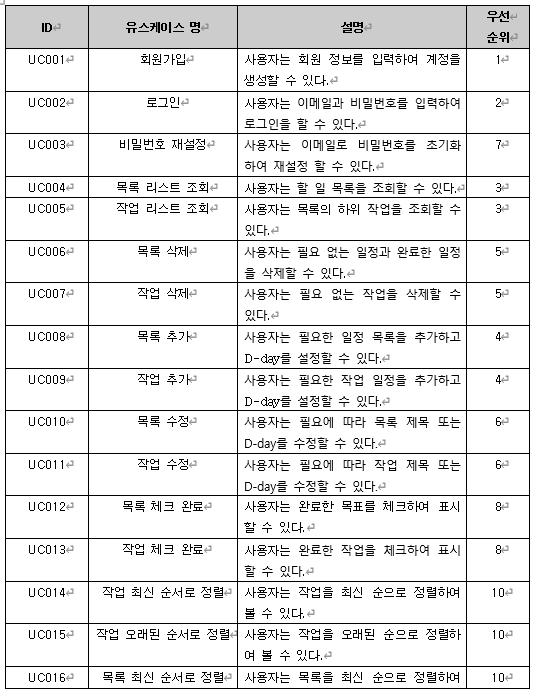 ID 유스케이스 명 설명 우선
순위
UC001 회원가입 사용자는 회원 정보를 입력하여 계정을
생성할 수 있다. 1
UC002 로그인 사용자는 이메일과 비밀번호를 입력하여
로그인을 할 수 있다. 2
UC003 비밀번호 재설정 사용자는 이메일로 비밀번호를 초기화
하여 재설정 할 수 있다. 7
UC004 목록 리스트 조회 사용자는 할 일 목록을 조회할 수 있다. 3
UC005 작업 리스트 조회 사용자는 목록의 하위 작업을 조회할 수
있다. 3
UC006 목록 삭제 사용자는 필요 없는 일정과 완료한 일정
을 삭제할 수 있다. 5
UC007 작업 삭제 사용자는 필요 없는 작업을 삭제할 수
있다. 5
UC008 목록 추가 사용자는 필요한 일정 목록을 추가하고
D-day를 설정할 수 있다. 4
UC009 작업 추가 사용자는 필요한 작업 일정을 추가하고
D-day를 설정할 수 있다. 4
UC010 목록 수정 사용자는 필요에 따라 목록 제목 또는
D-day를 수정할 수 있다. 6
UC011 작업 수정 사용자는 필요에 따라 작업 제목 또는
D-day를 수정할 수 있다. 6
UC012 목록 체크 완료 사용자는 완료한 목표를 체크하여 표시
할 수 있다. 8
UC013 작업 체크 완료 사용자는 완료한 작업을 체크하여 표시
할 수 있다. 8
UC014 작업 최신 순서로 정렬 사용자는 작업을 최신 순으로 정렬하여
볼 수 있다. 10
UC015 작업 오래된 순서로 정렬 사용자는 작업을 오래된 순으로 정렬하
여 볼 수 있다. 10
UC016 목록 최신 순서로 정렬 사용자는 목록을 최신 순으로 정렬하여 10